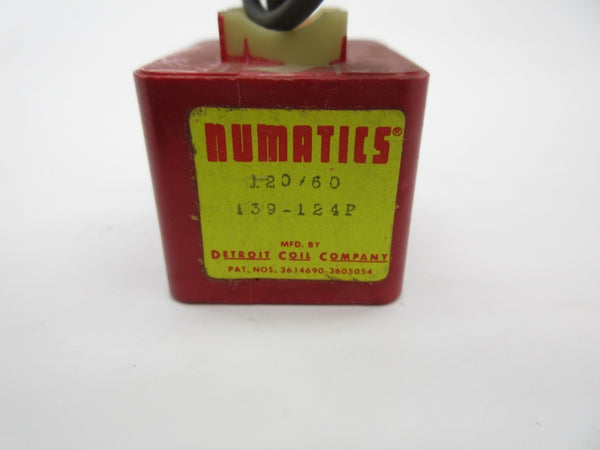 NUMATICS®
120/60
139-124P
MFD. BY
DETROIT COIL COMPANY
PAT. NOS. 3614690-3605054